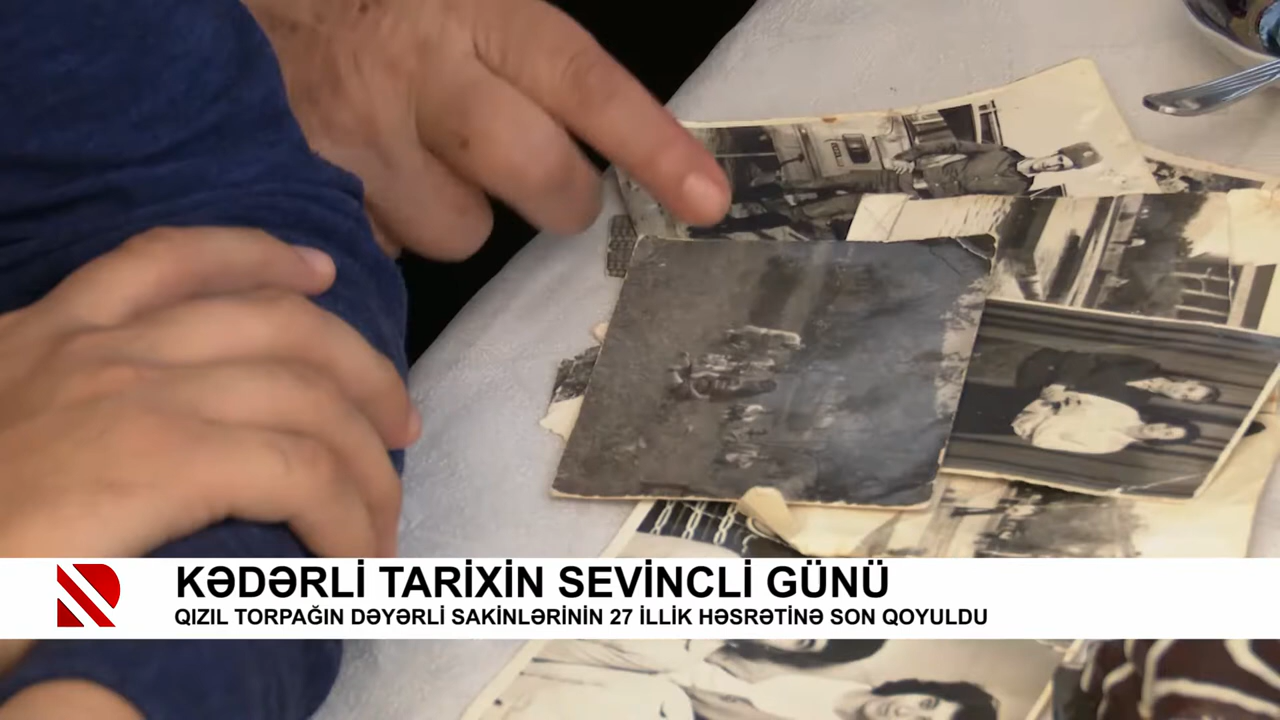 KƏDƏRLİ TARİXİN SEVİNCLİ GÜNÜ
QIZIL TORPAĞIN DƏYƏRLİ SAKİNLƏRİNİN 27 İLLİK HƏSRƏTİNƏ SON QOYULDU